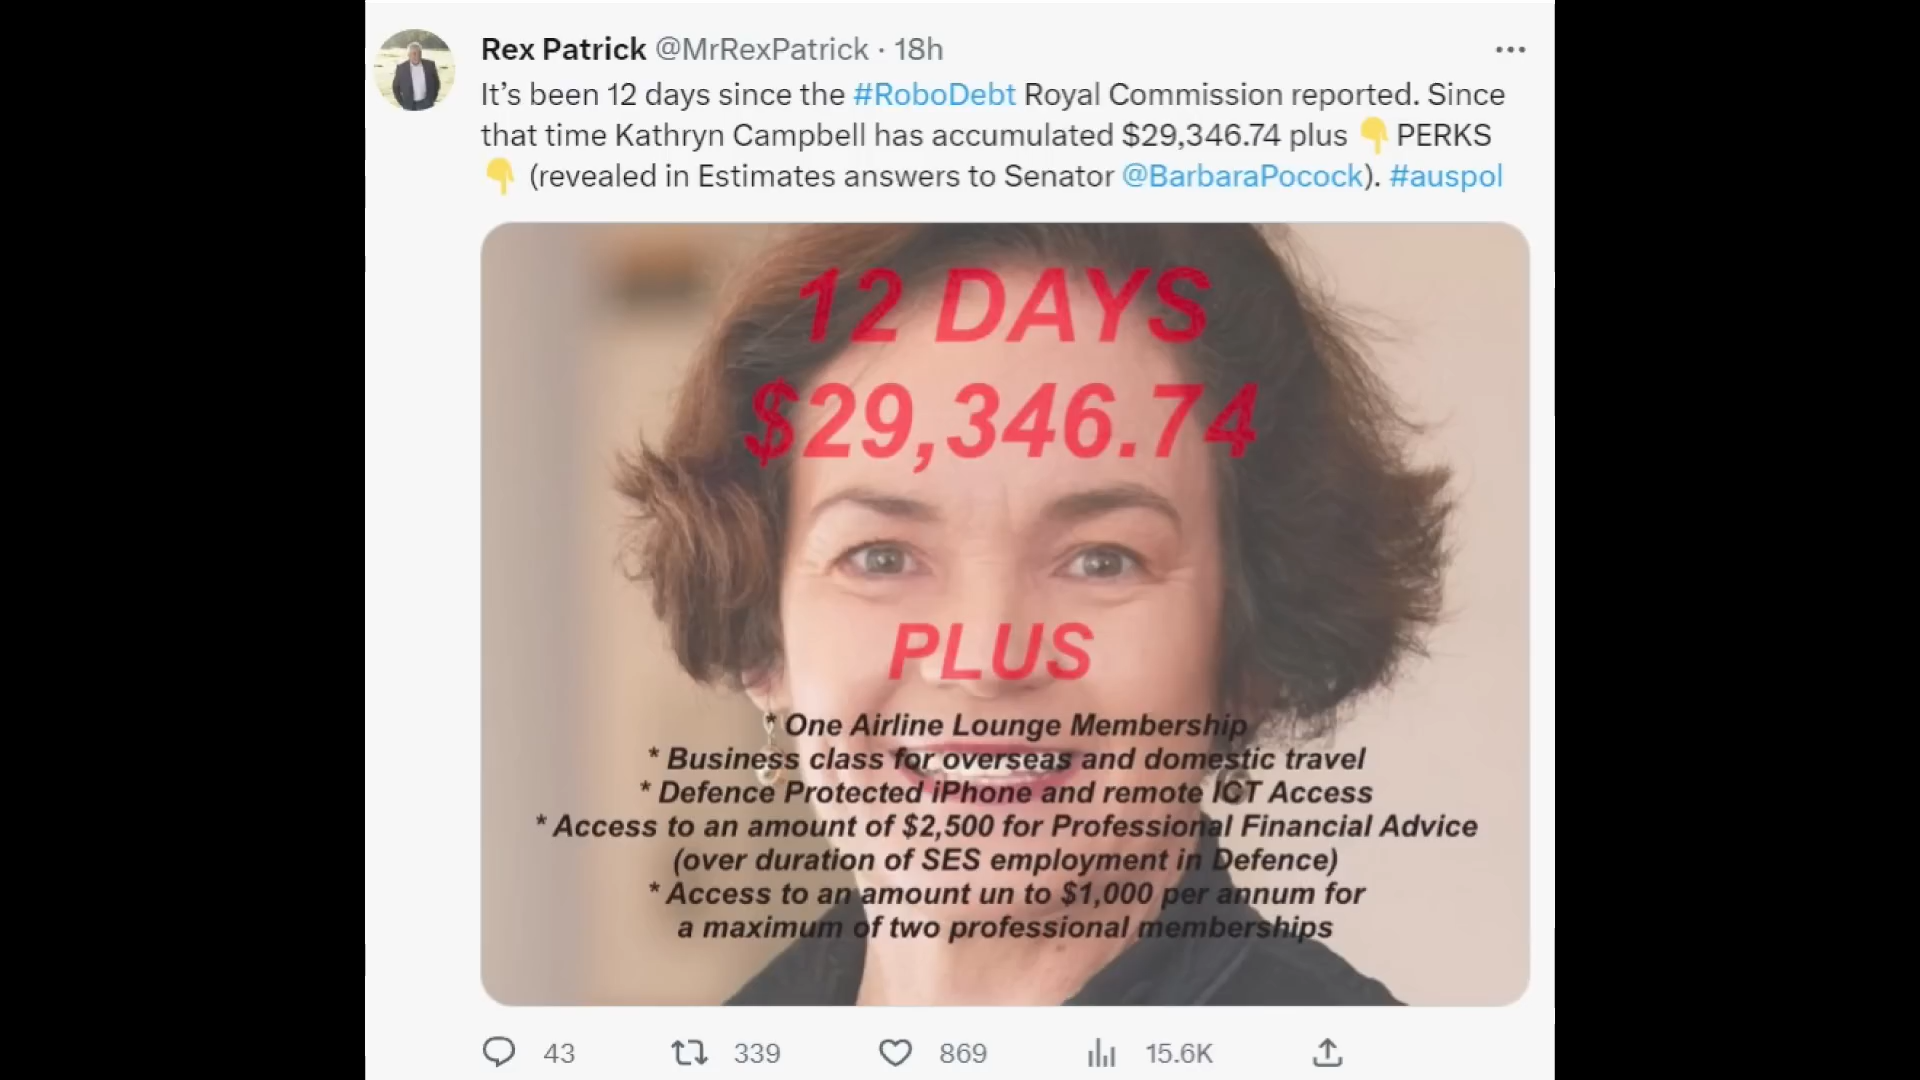 Rex Patrick @MrRexPatrick · 18h
It's been 12 days since the #RoboDebt Royal Commission reported. Since
that time Kathryn Campbell has accumulated $29,346.74 plus 👇 PERKS
👇 (revealed in Estimates answers to Senator @BarbaraPocock). #auspol
12 DAYS
$29,346.74
PLUS
* One Airline Lounge Membership
* Business class for overseas and domestic travel
* Defence Protected iPhone and remote ICT Access
* Access to an amount of $2,500 for Professional Financial Advice
(over duration of SES employment in Defence)
* Access to an amount un to $1,000 per annum for
a maximum of two professional memberships
43 339 869 15.6K